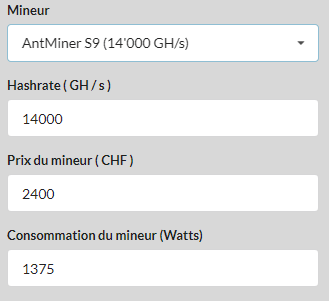 Mineur
AntMiner S9 (14'000 GH/s)
Hashrate ( GH / s )
14000
Prix du mineur ( CHF )
2400
Consommation du mineur (Watts)
1375